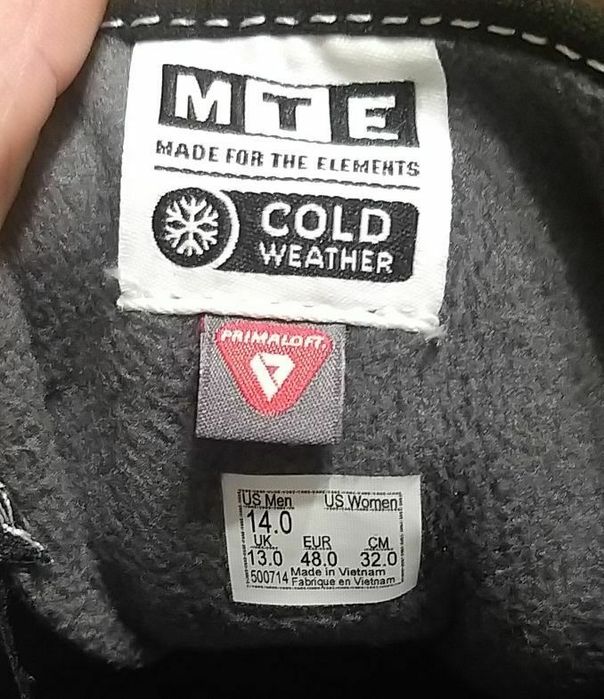 MTE
MADE FOR THE ELEMENTS
COLD
WEATHER
PRIMALOFT
US Men US Women
14.0
UK EUR CM
13.0 48.0 32.0
500714 Made in Vietnam
Fabrique en Vietnam